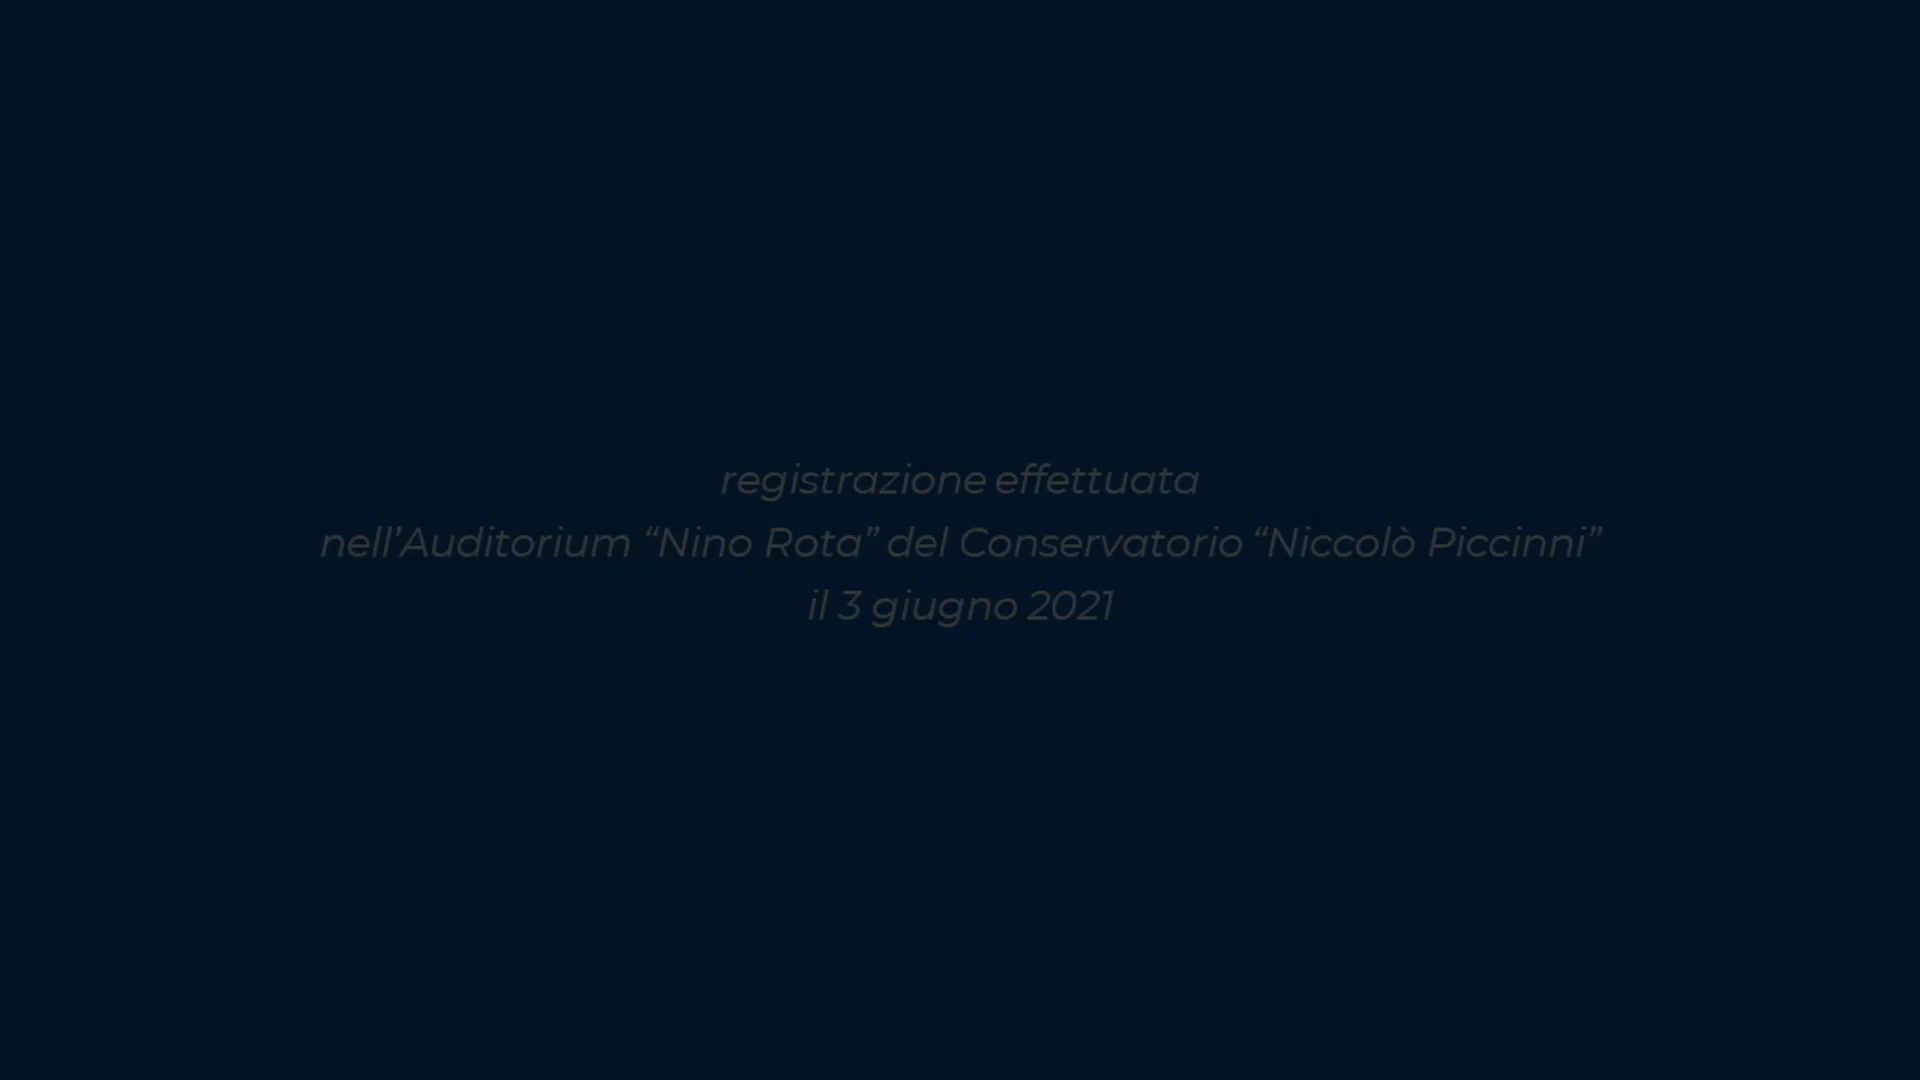 registrazione effettuata
nell’Auditorium “Nino Rota” del Conservatorio “Niccolò Piccinni”
il 3 giugno 2021